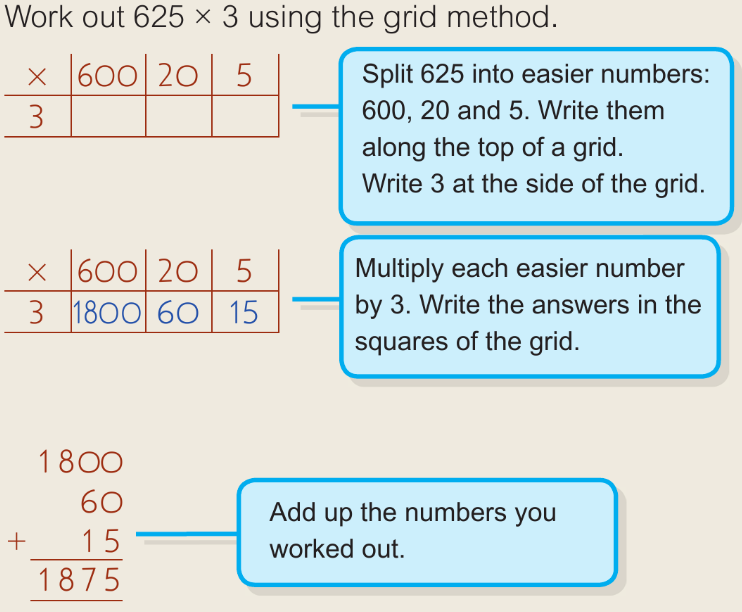 Work out 625 × 3 using the grid method.
× 600 20 5
3
Split 625 into easier numbers:
600, 20 and 5. Write them
along the top of a grid.
Write 3 at the side of the grid.
× 600 20 5
3 1800 60 15
Multiply each easier number
by 3. Write the answers in the
squares of the grid.
1800
60
+ 15
1875
Add up the numbers you
worked out.